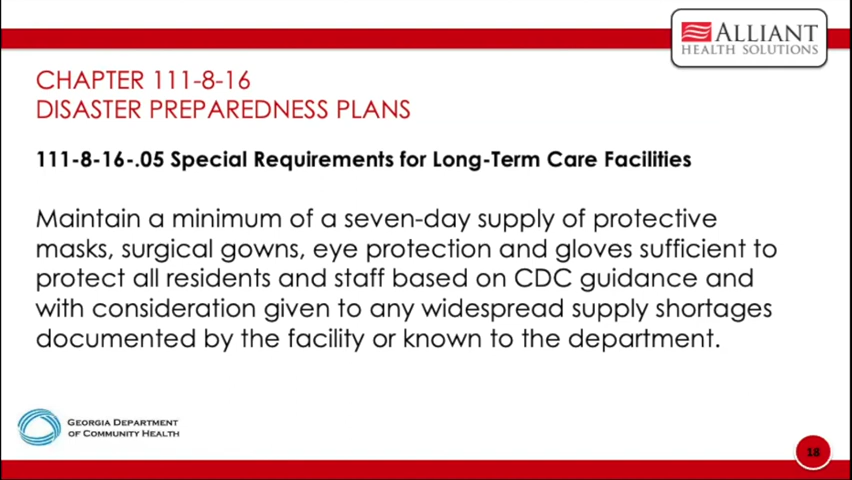 ALLIANT
HEALTH SOLUTIONS
CHAPTER 111-8-16
DISASTER PREPAREDNESS PLANS
111-8-16-.05 Special Requirements for Long-Term Care Facilities
Maintain a minimum of a seven-day supply of protective
masks, surgical gowns, eye protection and gloves sufficient to
protect all residents and staff based on CDC guidance and
with consideration given to any widespread supply shortages
documented by the facility or known to the department.
GEORGIA DEPARTMENT
OF COMMUNITY HEALTH
18